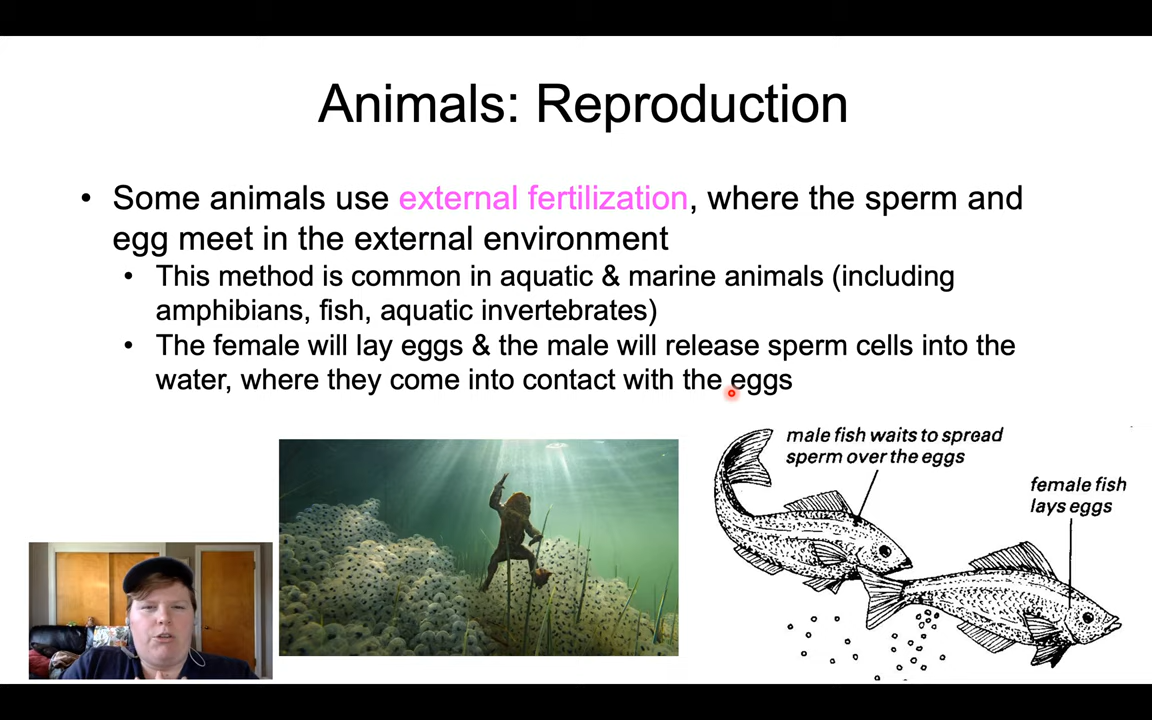 Animals: Reproduction
• Some animals use external fertilization, where the sperm and
egg meet in the external environment
• This method is common in aquatic & marine animals (including
amphibians, fish, aquatic invertebrates)
• The female will lay eggs & the male will release sperm cells into the
water, where they come into contact with the eggs
male fish waits to spread
sperm over the eggs
female fish
lays eggs